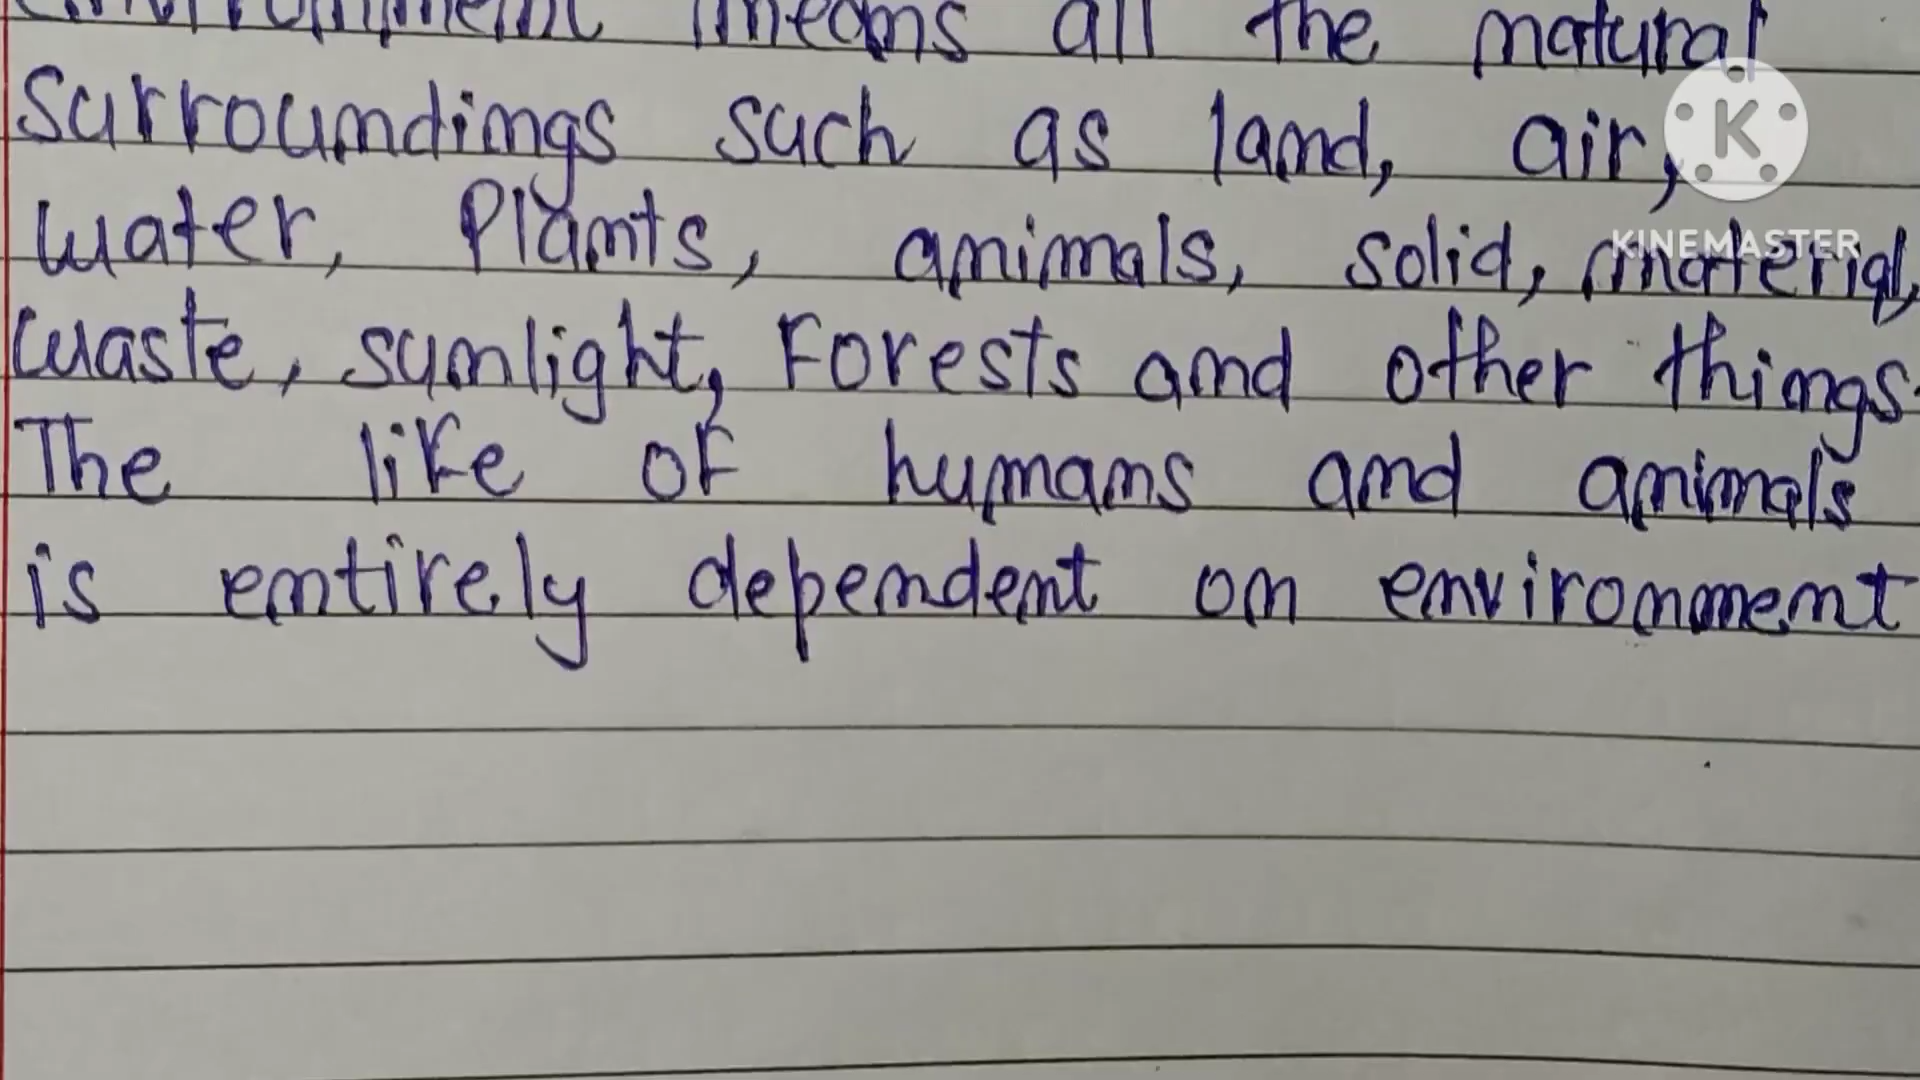 environment means all the natural
surroundings such as land, air,
water, Plants, animals, solid, material,
waste, sunlight, Forests and other things.
The life of humans and animals
is entirely dependent on environment
K
KINEMASTER